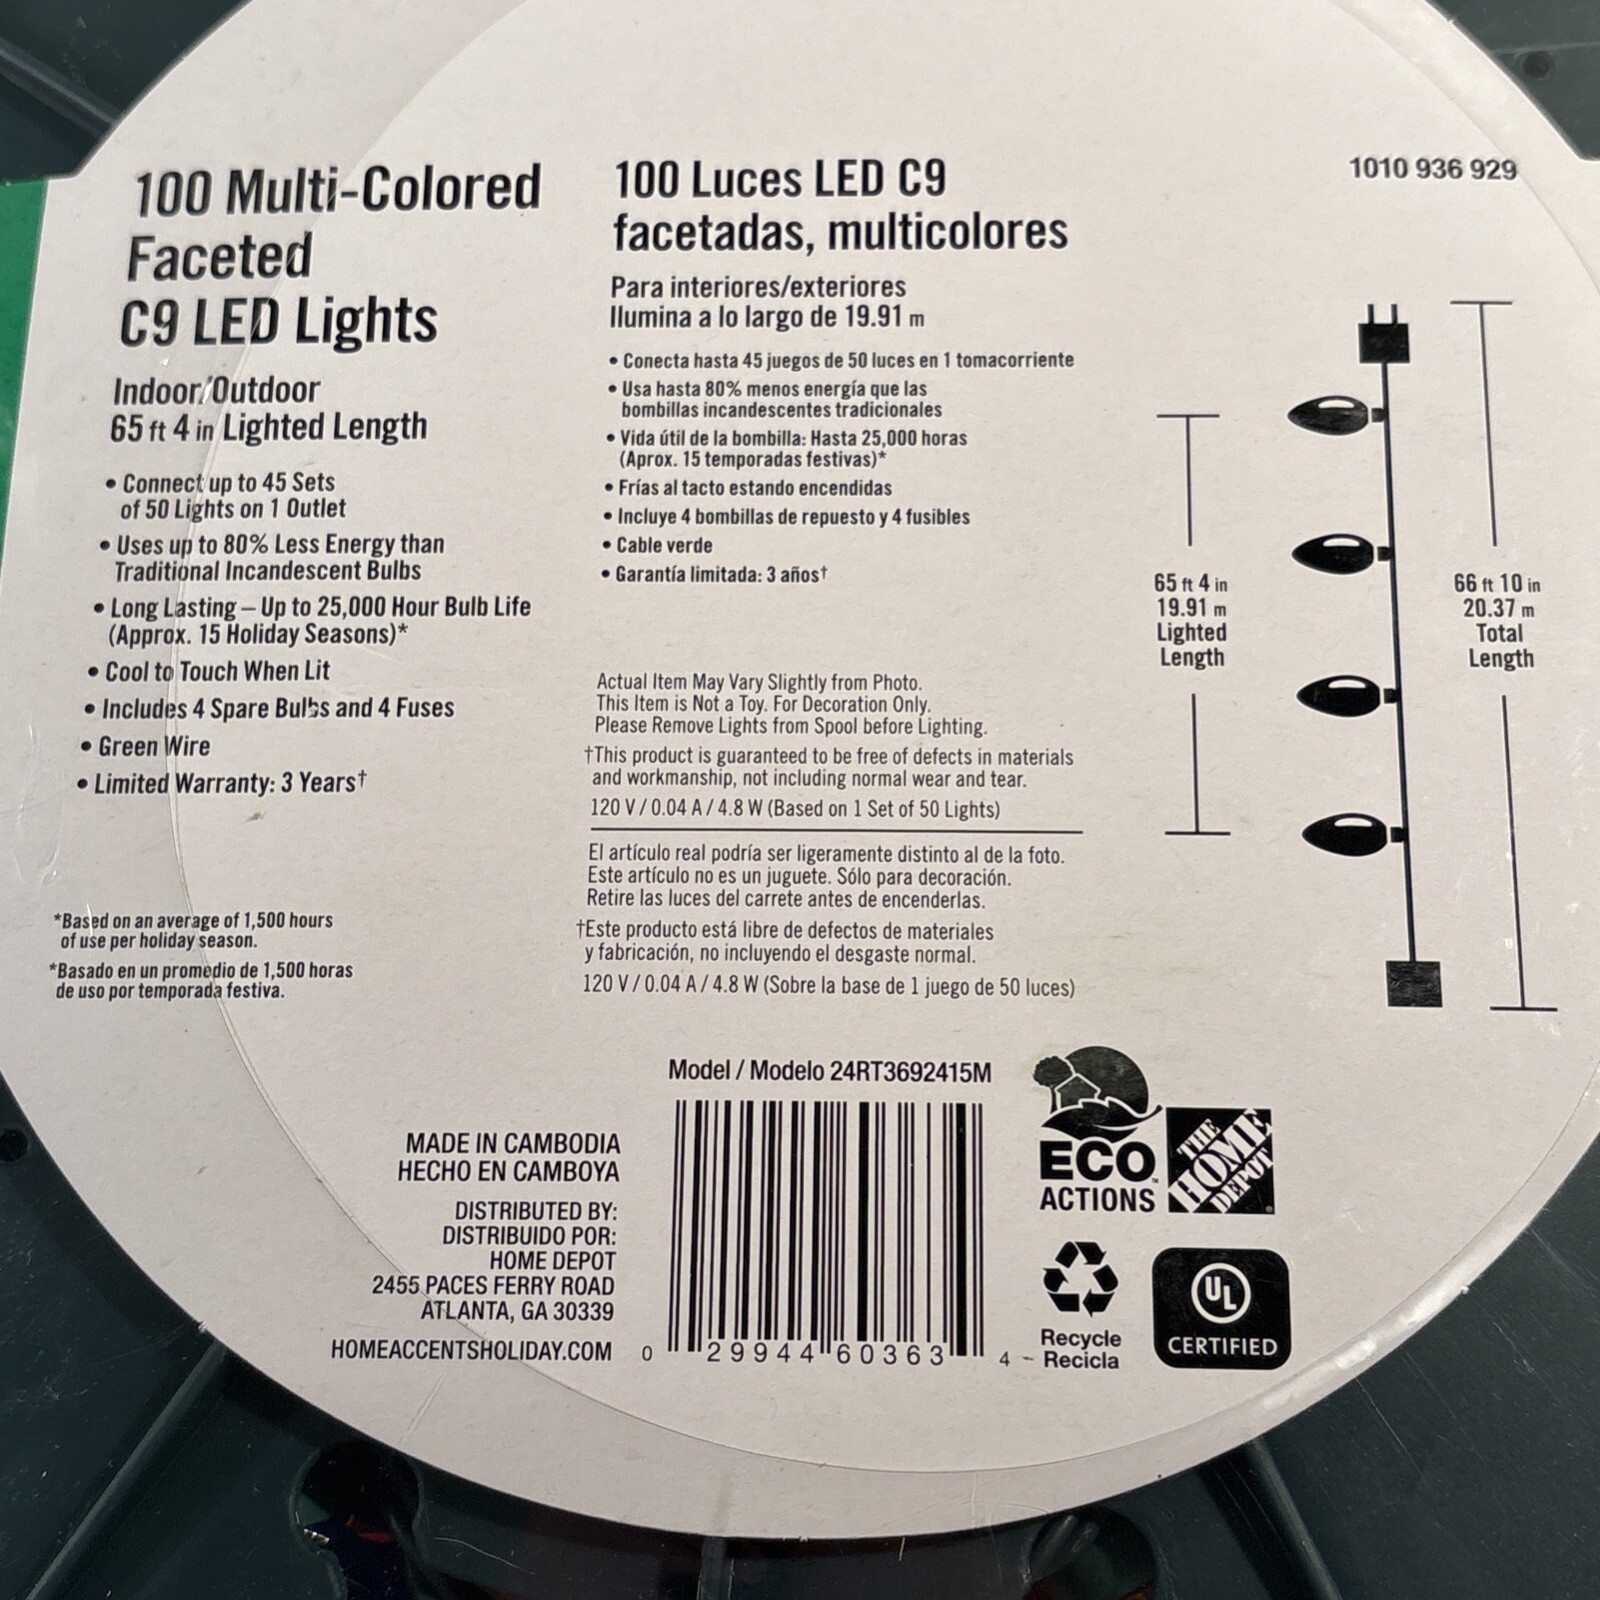 100 Multi-Colored
Faceted
C9 LED Lights
Indoor/Outdoor
65 ft 4 in Lighted Length
• Connect up to 45 Sets
of 50 Lights on 1 Outlet
• Uses up to 80% Less Energy than
Traditional Incandescent Bulbs
• Long Lasting – Up to 25,000 Hour Bulb Life
(Approx. 15 Holiday Seasons)*
• Cool to Touch When Lit
• Includes 4 Spare Bulbs and 4 Fuses
• Green Wire
• Limited Warranty: 3 Years†
*Based on an average of 1,500 hours
of use per holiday season.
*Basado en un promedio de 1,500 horas
de uso por temporada festiva.
100 Luces LED C9
facetadas, multicolores
Para interiores/exteriores
Ilumina a lo largo de 19.91 m
• Conecta hasta 45 juegos de 50 luces en 1 tomacorriente
• Usa hasta 80% menos energía que las
bombillas incandescentes tradicionales
• Vida útil de la bombilla: Hasta 25,000 horas
(Aprox. 15 temporadas festivas)*
• Frías al tacto estando encendidas
• Incluye 4 bombillas de repuesto y 4 fusibles
• Cable verde
• Garantía limitada: 3 años†
Actual Item May Vary Slightly from Photo.
This Item is Not a Toy. For Decoration Only.
Please Remove Lights from Spool before Lighting.
†This product is guaranteed to be free of defects in materials
and workmanship, not including normal wear and tear.
120 V / 0.04 A / 4.8 W (Based on 1 Set of 50 Lights)
El artículo real podría ser ligeramente distinto al de la foto.
Este artículo no es un juguete. Sólo para decoración.
Retire las luces del carrete antes de encenderlas.
†Este producto está libre de defectos de materiales
y fabricación, no incluyendo el desgaste normal.
120 V / 0.04 A / 4.8 W (Sobre la base de 1 juego de 50 luces)
1010 936 929
65 ft 4 in
19.91 m
Lighted
Length
66 ft 10 in
20.37 m
Total
Length
Model / Modelo 24RT3692415M
MADE IN CAMBODIA
HECHO EN CAMBOYA
DISTRIBUTED BY:
DISTRIBUIDO POR:
HOME DEPOT
2455 PACES FERRY ROAD
ATLANTA, GA 30339
HOMEACCENTSHOLIDAY.COM
0 29944 60363 4
ECO
ACTIONS
THE
HOME
DEPOT
Recycle
Recicla
UL
CERTIFIED